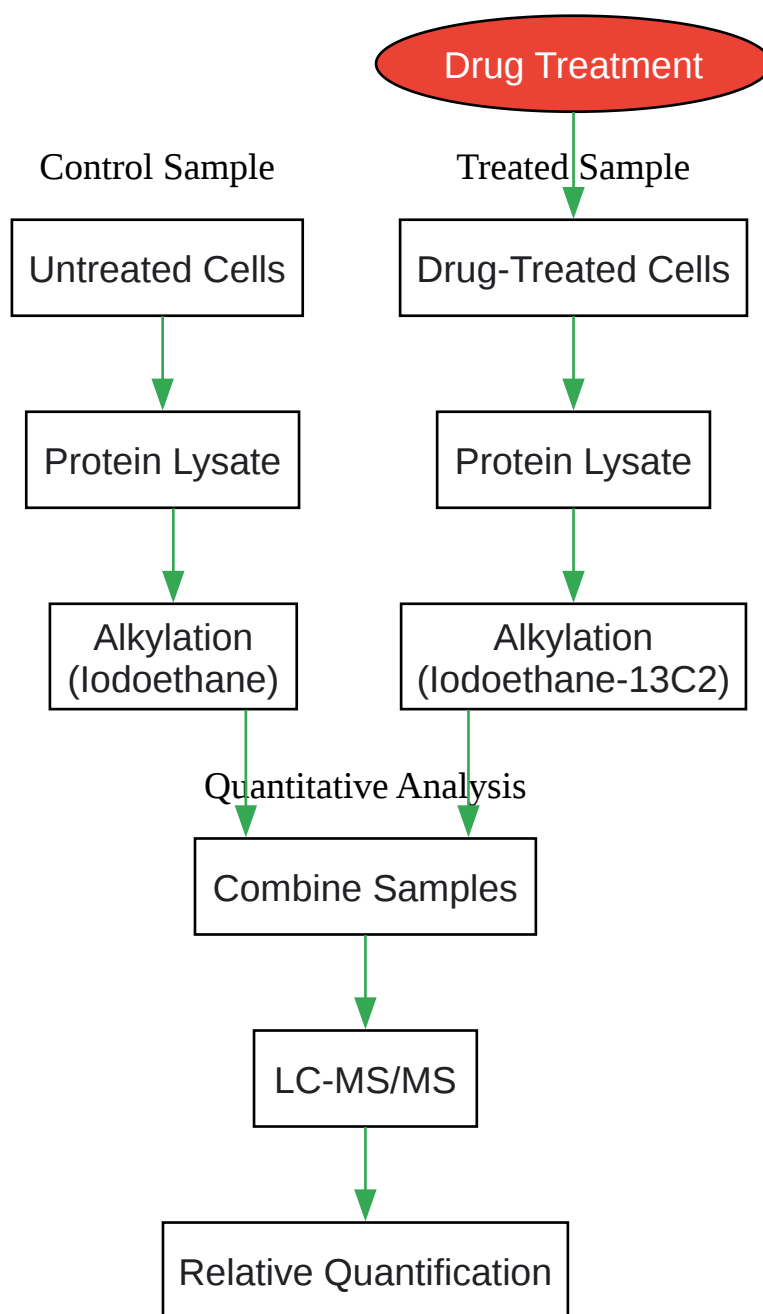 Drug Treatment
Control Sample
Treated Sample
Untreated Cells
Drug-Treated Cells
Protein Lysate
Protein Lysate
Alkylation
(Iodoethane)
Alkylation
(Iodoethane-13C2)
Quantitative Analysis
Combine Samples
LC-MS/MS
Relative Quantification